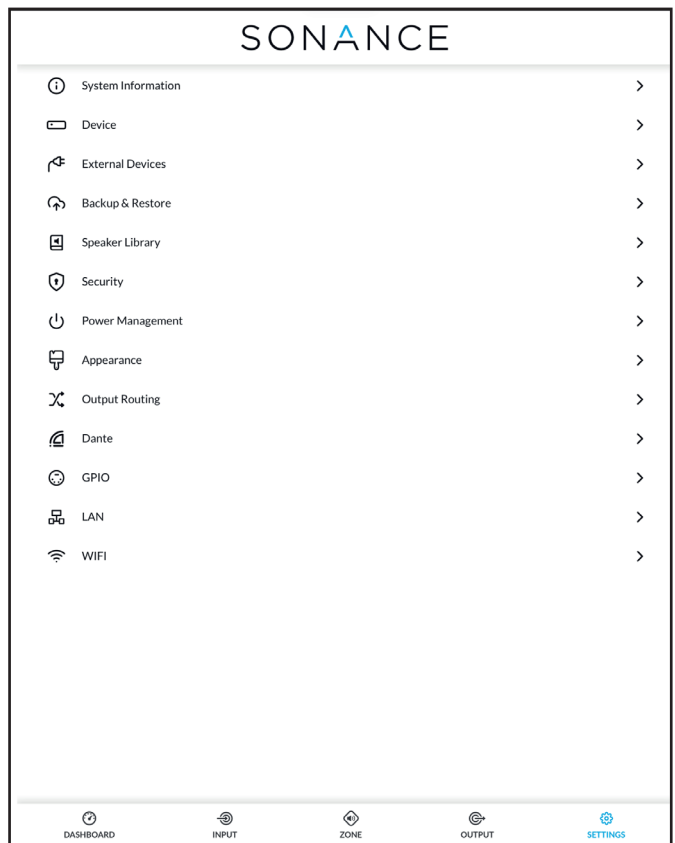 SONANCE
System Information
Device
External Devices
Backup & Restore
Speaker Library
Security
Power Management
Appearance
Output Routing
Dante
GPIO
LAN
WIFI
DASHBOARD INPUT ZONE OUTPUT SETTINGS